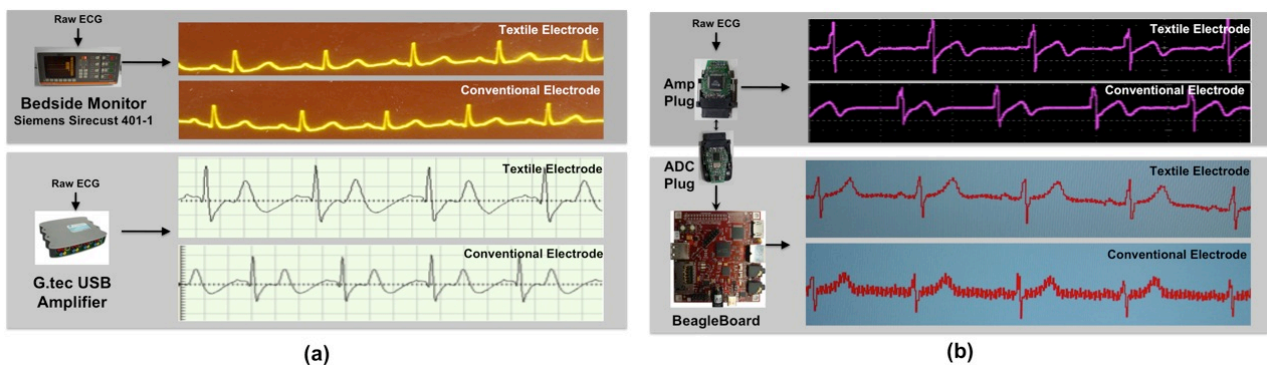 Raw ECG
Textile Electrode
Conventional Electrode
Bedside Monitor
Siemens Sirecust 401-1
Raw ECG
Textile Electrode
Conventional Electrode
G.tec USB
Amplifier
(a)
Raw ECG
Textile Electrode
Amp
Plug
Conventional Electrode
ADC
Plug
Textile Electrode
Conventional Electrode
BeagleBoard
(b)